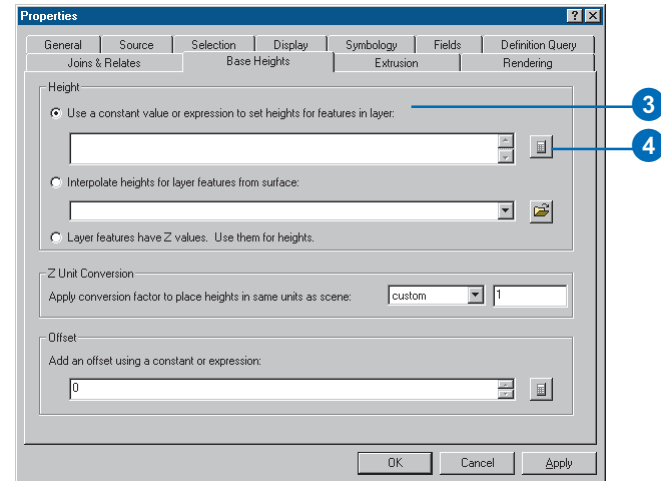 Properties
General Source Selection Display Symbology Fields Definition Query
Joins & Relates Base Heights Extrusion Rendering
Height
Use a constant value or expression to set heights for features in layer:
3
4
Interpolate heights for layer features from surface:
Layer features have Z values. Use them for heights.
Z Unit Conversion
Apply conversion factor to place heights in same units as scene: custom 1
Offset
Add an offset using a constant or expression:
0
OK Cancel Apply